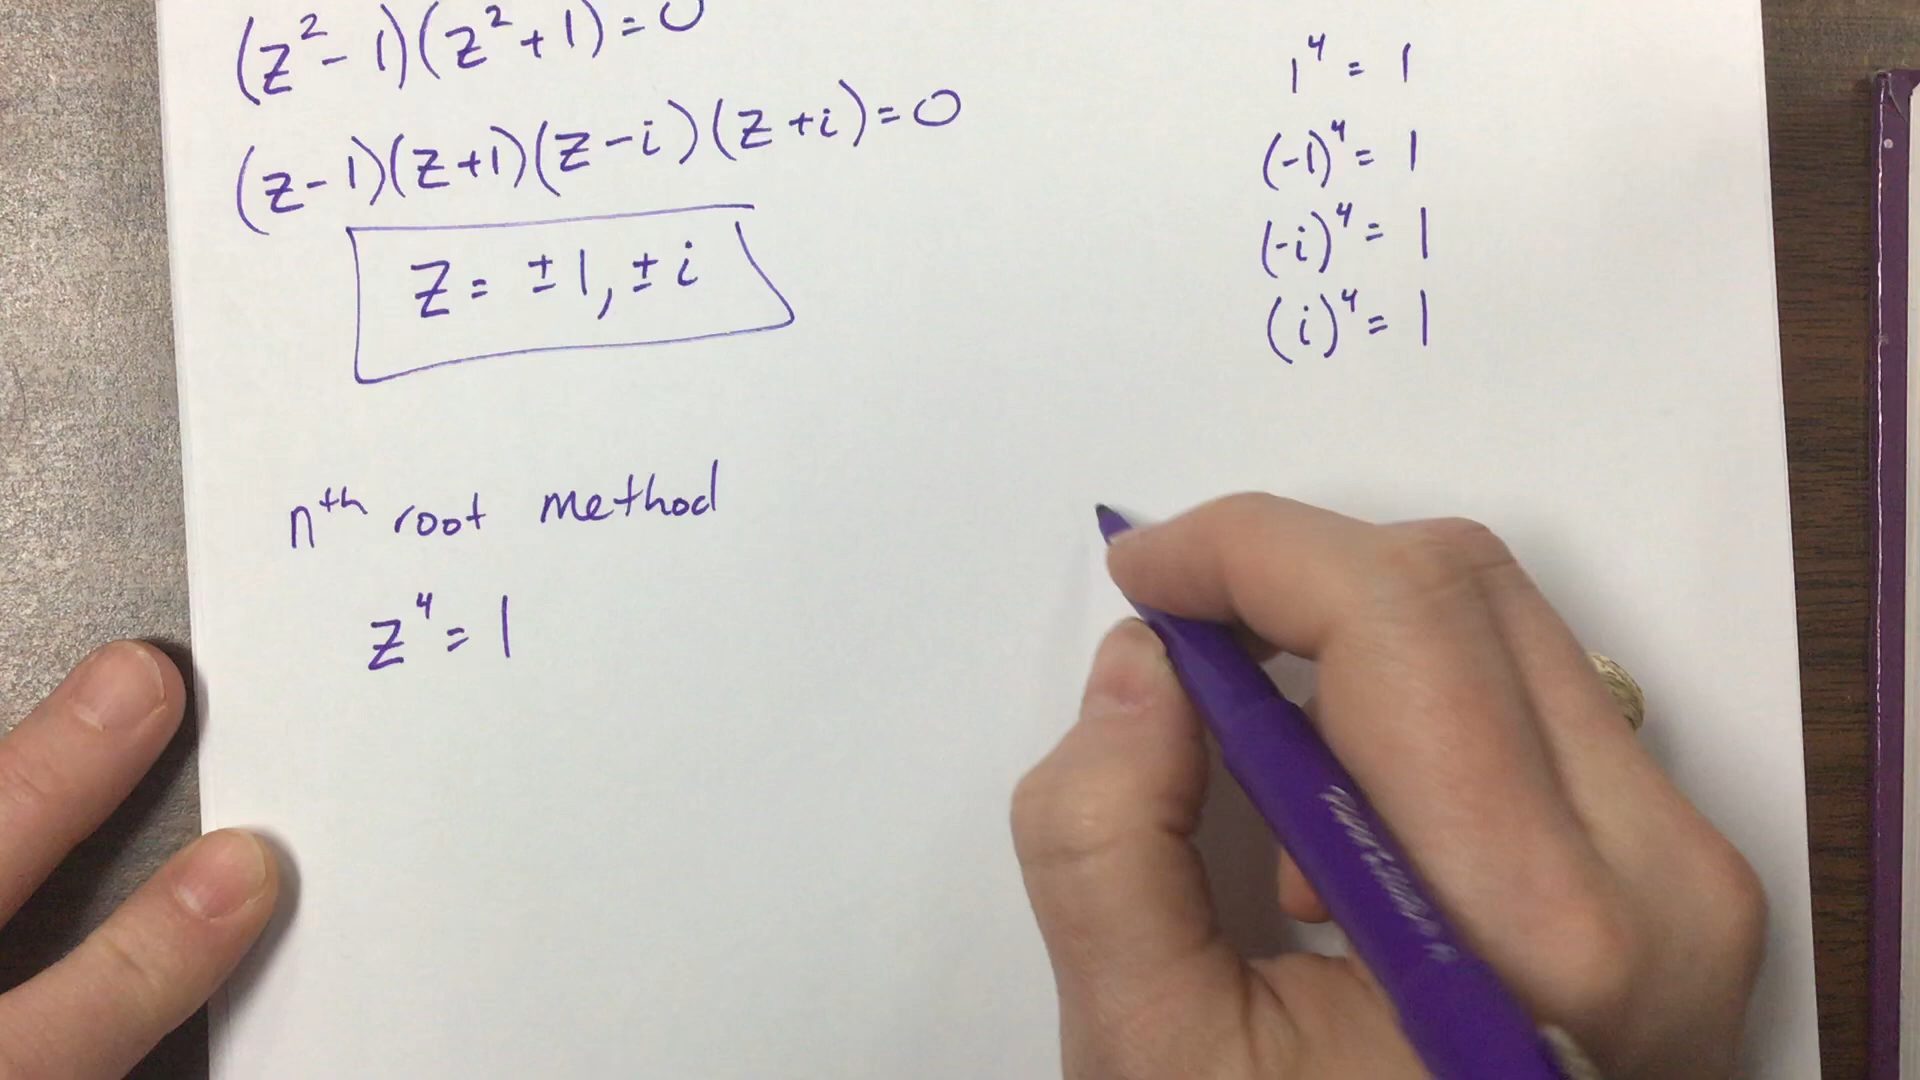 (z²-1)(z²+1)=0
(z-1)(z+1)(z-i)(z+i)=0
z=±1,±i
nᵗʰ root method
z⁴=1
1⁴=1
(-1)⁴=1
(-i)⁴=1
(i)⁴=1